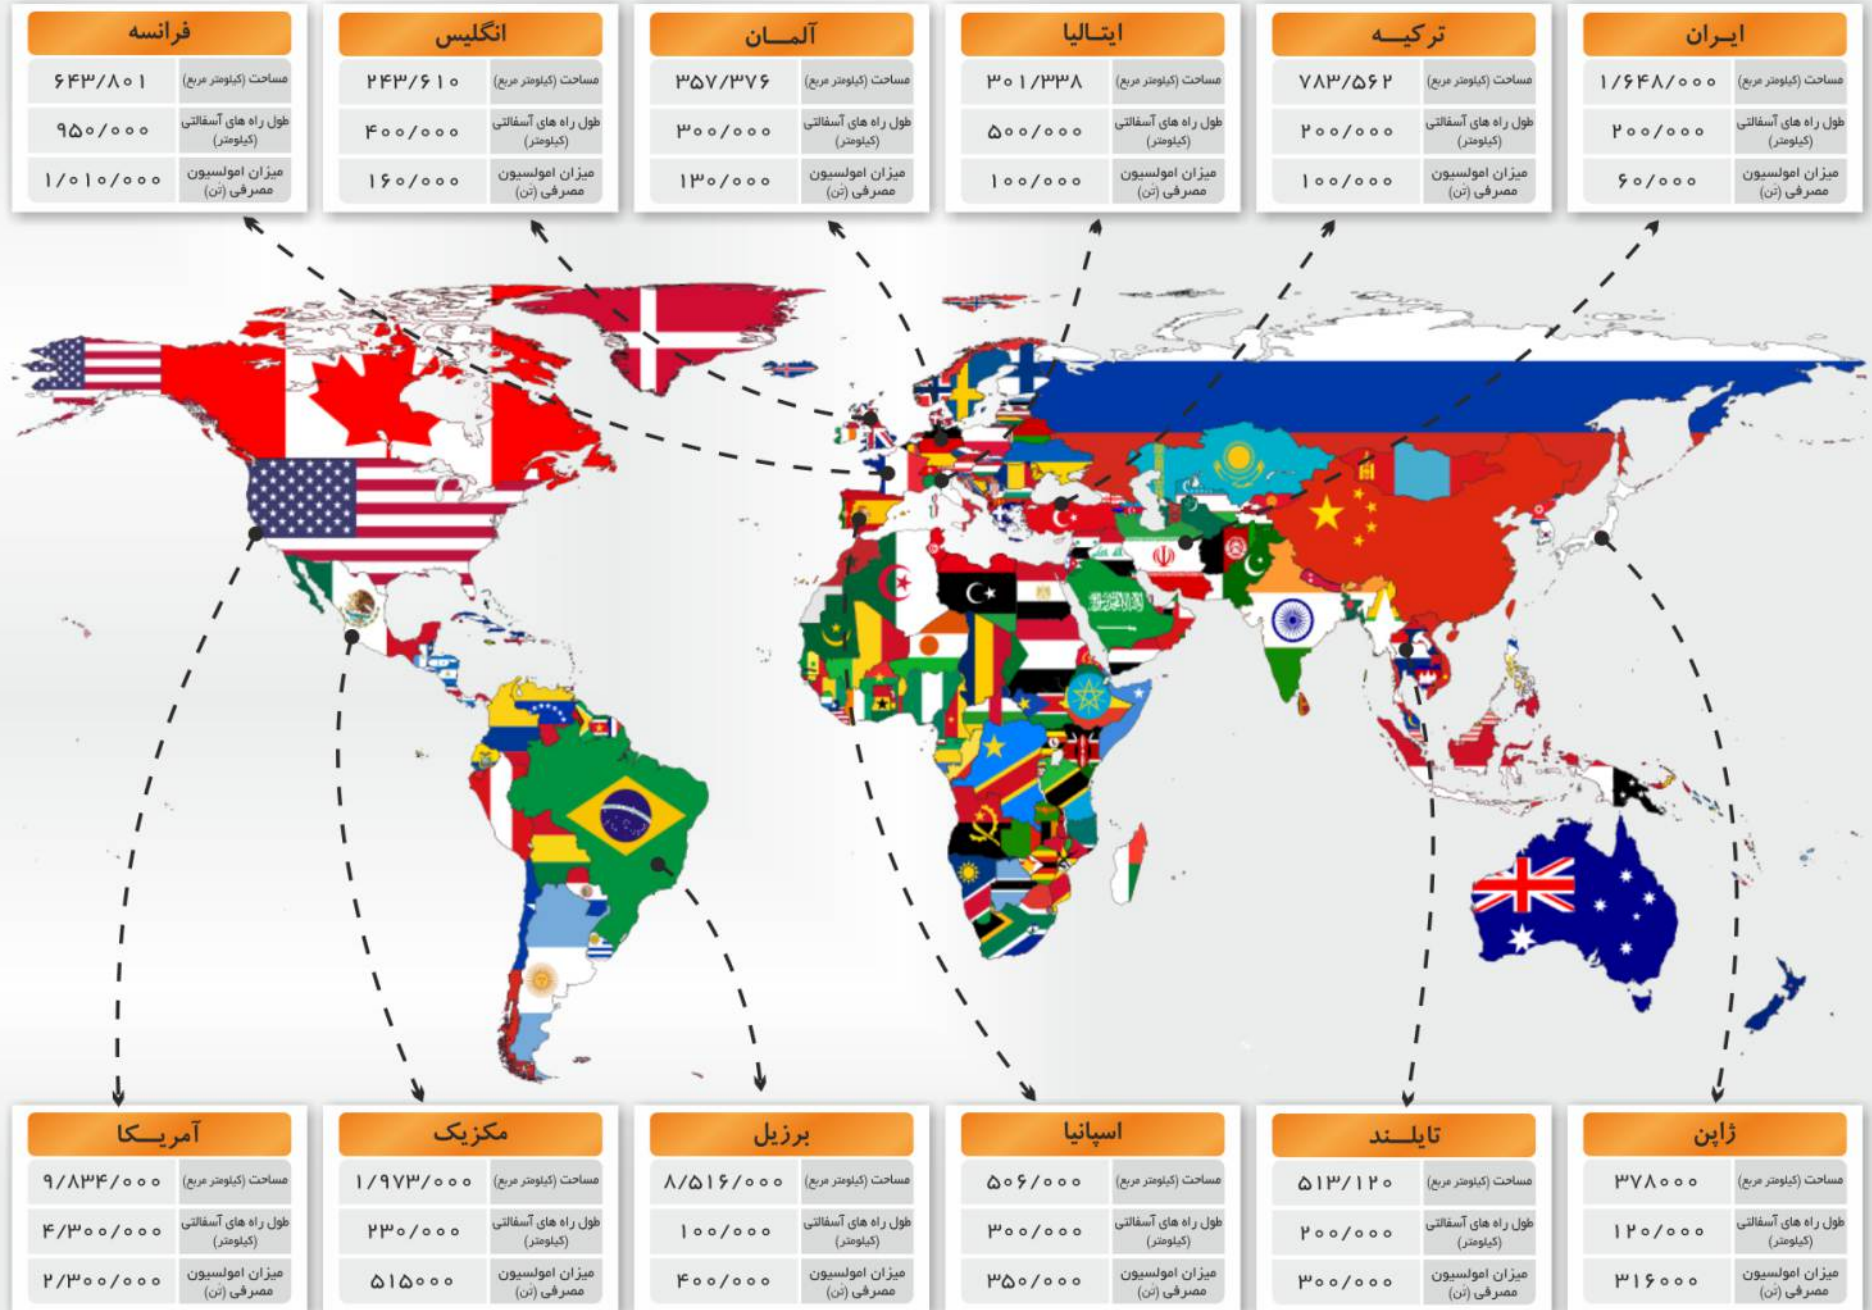 ایـران
مساحت (کیلومتر مربع) ۱/۶۴۸/۰۰۰
طول راه های آسفالتی
(کیلومتر) ۲۰۰/۰۰۰
میزان امولسیون
مصرفی (تن) ۶۰/۰۰۰
ترکیـــه
مساحت (کیلومتر مربع) ۷۸۳/۵۶۲
طول راه های آسفالتی
(کیلومتر) ۲۰۰/۰۰۰
میزان امولسیون
مصرفی (تن) ۱۰۰/۰۰۰
ایتـالیا
مساحت (کیلومتر مربع) ۳۰۱/۳۳۸
طول راه های آسفالتی
(کیلومتر) ۵۰۰/۰۰۰
میزان امولسیون
مصرفی (تن) ۱۰۰/۰۰۰
آلمــان
مساحت (کیلومتر مربع) ۳۵۷/۳۷۶
طول راه های آسفالتی
(کیلومتر) ۳۰۰/۰۰۰
میزان امولسیون
مصرفی (تن) ۱۳۰/۰۰۰
انگلیس
مساحت (کیلومتر مربع) ۲۴۳/۶۱۰
طول راه های آسفالتی
(کیلومتر) ۴۰۰/۰۰۰
میزان امولسیون
مصرفی (تن) ۱۶۰/۰۰۰
فرانسه
مساحت (کیلومتر مربع) ۶۴۳/۸۰۱
طول راه های آسفالتی
(کیلومتر) ۹۵۰/۰۰۰
میزان امولسیون
مصرفی (تن) ۱/۰۱۰/۰۰۰
ژاپن
مساحت (کیلومتر مربع) ۳۷۸۰۰۰
طول راه های آسفالتی
(کیلومتر) ۱۲۰/۰۰۰
میزان امولسیون
مصرفی (تن) ۳۱۶۰۰۰
تایلــند
مساحت (کیلومتر مربع) ۵۱۳/۱۲۰
طول راه های آسفالتی
(کیلومتر) ۲۰۰/۰۰۰
میزان امولسیون
مصرفی (تن) ۳۰۰/۰۰۰
اسپانیا
مساحت (کیلومتر مربع) ۵۰۶/۰۰۰
طول راه های آسفالتی
(کیلومتر) ۳۰۰/۰۰۰
میزان امولسیون
مصرفی (تن) ۳۵۰/۰۰۰
برزیل
مساحت (کیلومتر مربع) ۸/۵۱۶/۰۰۰
طول راه های آسفالتی
(کیلومتر) ۱۰۰/۰۰۰
میزان امولسیون
مصرفی (تن) ۴۰۰/۰۰۰
مکزیک
مساحت (کیلومتر مربع) ۱/۹۷۳/۰۰۰
طول راه های آسفالتی
(کیلومتر) ۲۳۰/۰۰۰
میزان امولسیون
مصرفی (تن) ۵۱۵۰۰۰
آمریــکا
مساحت (کیلومتر مربع) ۹/۸۳۴/۰۰۰
طول راه های آسفالتی
(کیلومتر) ۴/۳۰۰/۰۰۰
میزان امولسیون
مصرفی (تن) ۲/۳۰۰/۰۰۰